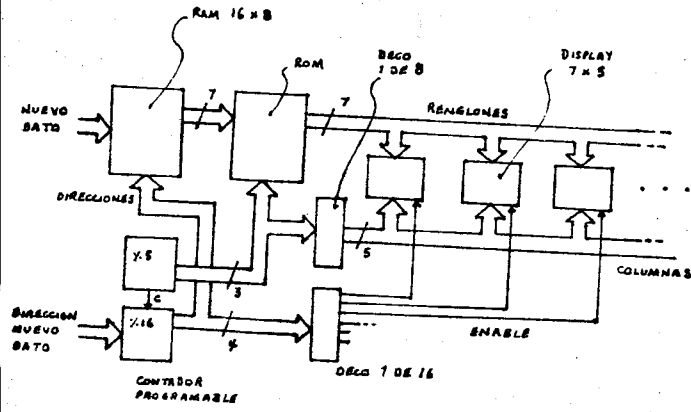 RAM 16 x 8
ROM
DECO
1 DE 8
DISPLAY
7 x 5
NUEVO
DATO
7
7
RENGLONES
DIRECCIONES
5
COLUMNAS
%5
3
C
DIRECCION
NUEVO
DATO
%16
4
ENABLE
DECO 1 DE 16
CONTADOR
PROGRAMABLE